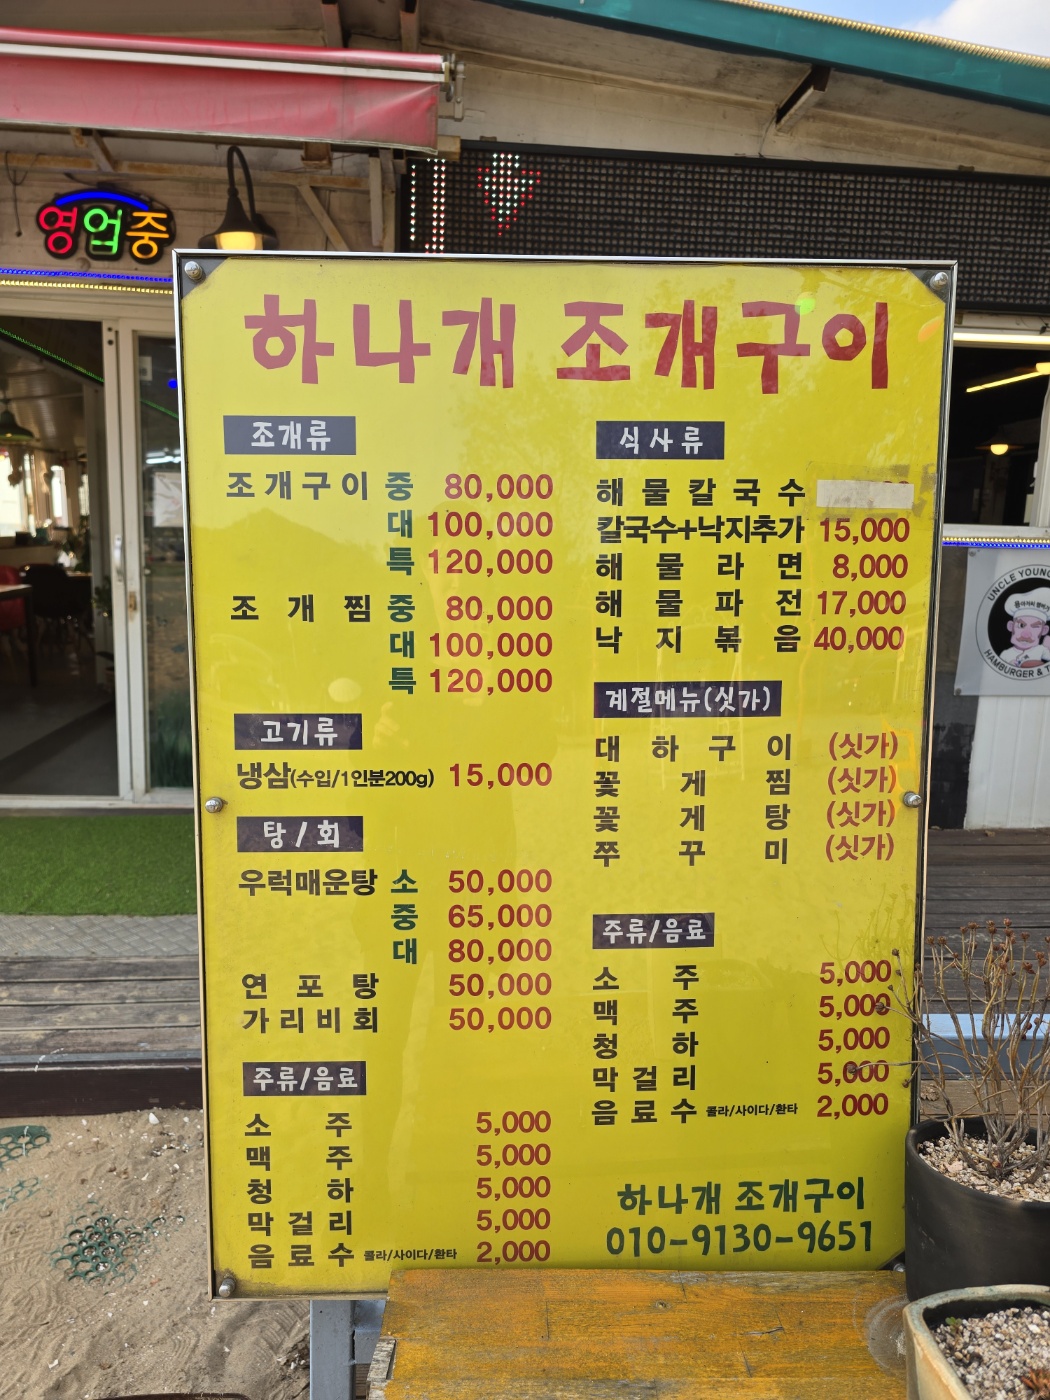 영업중
하나개 조개구이
조개류
조개구이 중 80,000
대 100,000
특 120,000
조개찜 중 80,000
대 100,000
특 120,000
고기류
냉삼(수입/1인분200g) 15,000
탕/회
우럭매운탕 소 50,000
중 65,000
대 80,000
연포탕 50,000
가리비회 50,000
주류/음료
소주 5,000
맥주 5,000
청하 5,000
막걸리 5,000
음료수 콜라/사이다/환타 2,000
식사류
해물칼국수
칼국수+낙지추가 15,000
해물라면 8,000
해물파전 17,000
낙지볶음 40,000
계절메뉴(싯가)
대하구이 (싯가)
꽃게찜 (싯가)
꽃게탕 (싯가)
쭈꾸미 (싯가)
주류/음료
소주 5,000
맥주 5,000
청하 5,000
막걸리 5,000
음료수 콜라/사이다/환타 2,000
하나개 조개구이
010-9130-9651
UNCLE YOUNG
HAMBURGER & T